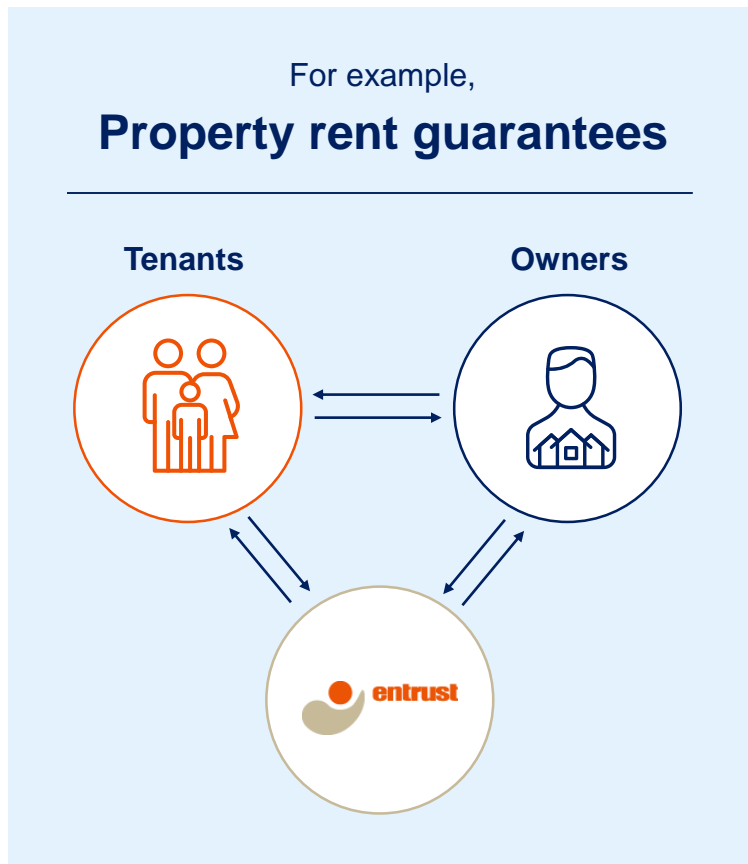 For example,
Property rent guarantees
Tenants
Owners
entrust